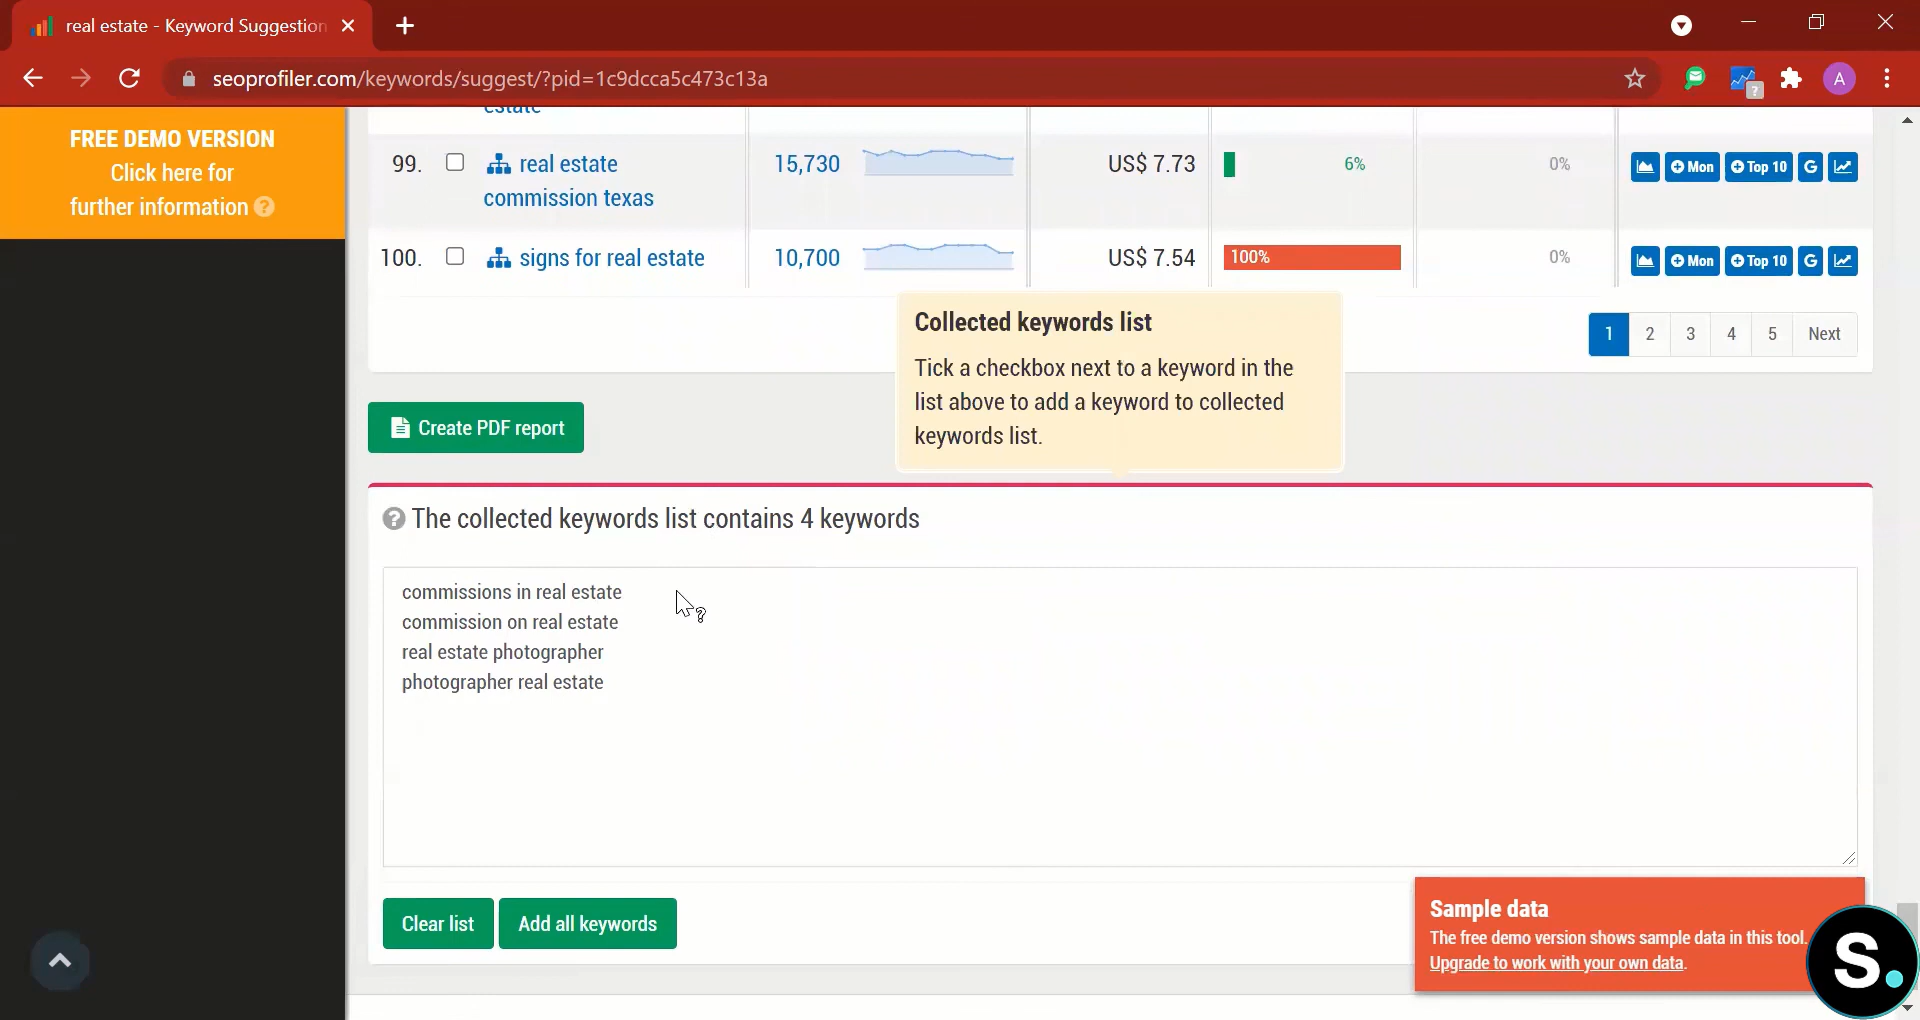 real estate - Keyword Suggestion
seoprofiler.com/keywords/suggest/?pid=1c9dcca5c473c13a
A
?
FREE DEMO VERSION
Click here for
further information ?
estate
99. real estate 15,730 US$ 7.73 6% 0% Mon Top 10 G
commission texas
100. signs for real estate 10,700 US$ 7.54 100% 0% Mon Top 10 G
Collected keywords list
Tick a checkbox next to a keyword in the
list above to add a keyword to collected
keywords list.
1 2 3 4 5 Next
Create PDF report
? The collected keywords list contains 4 keywords
commissions in real estate
commission on real estate
real estate photographer
photographer real estate
Clear list Add all keywords
Sample data
The free demo version shows sample data in this tool.
Upgrade to work with your own data.
S.